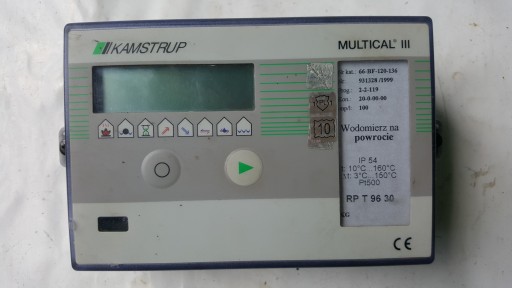 KAMSTRUP
MULTICAL® III
kat.: 66-BF-120-136
931328 /1999
2-2-119
20-0-00-00
100
Wodomierz na
powrocie
IP 54
10°C...160°C
3°C...150°C
Pt500
RP T 96 30
10
CE